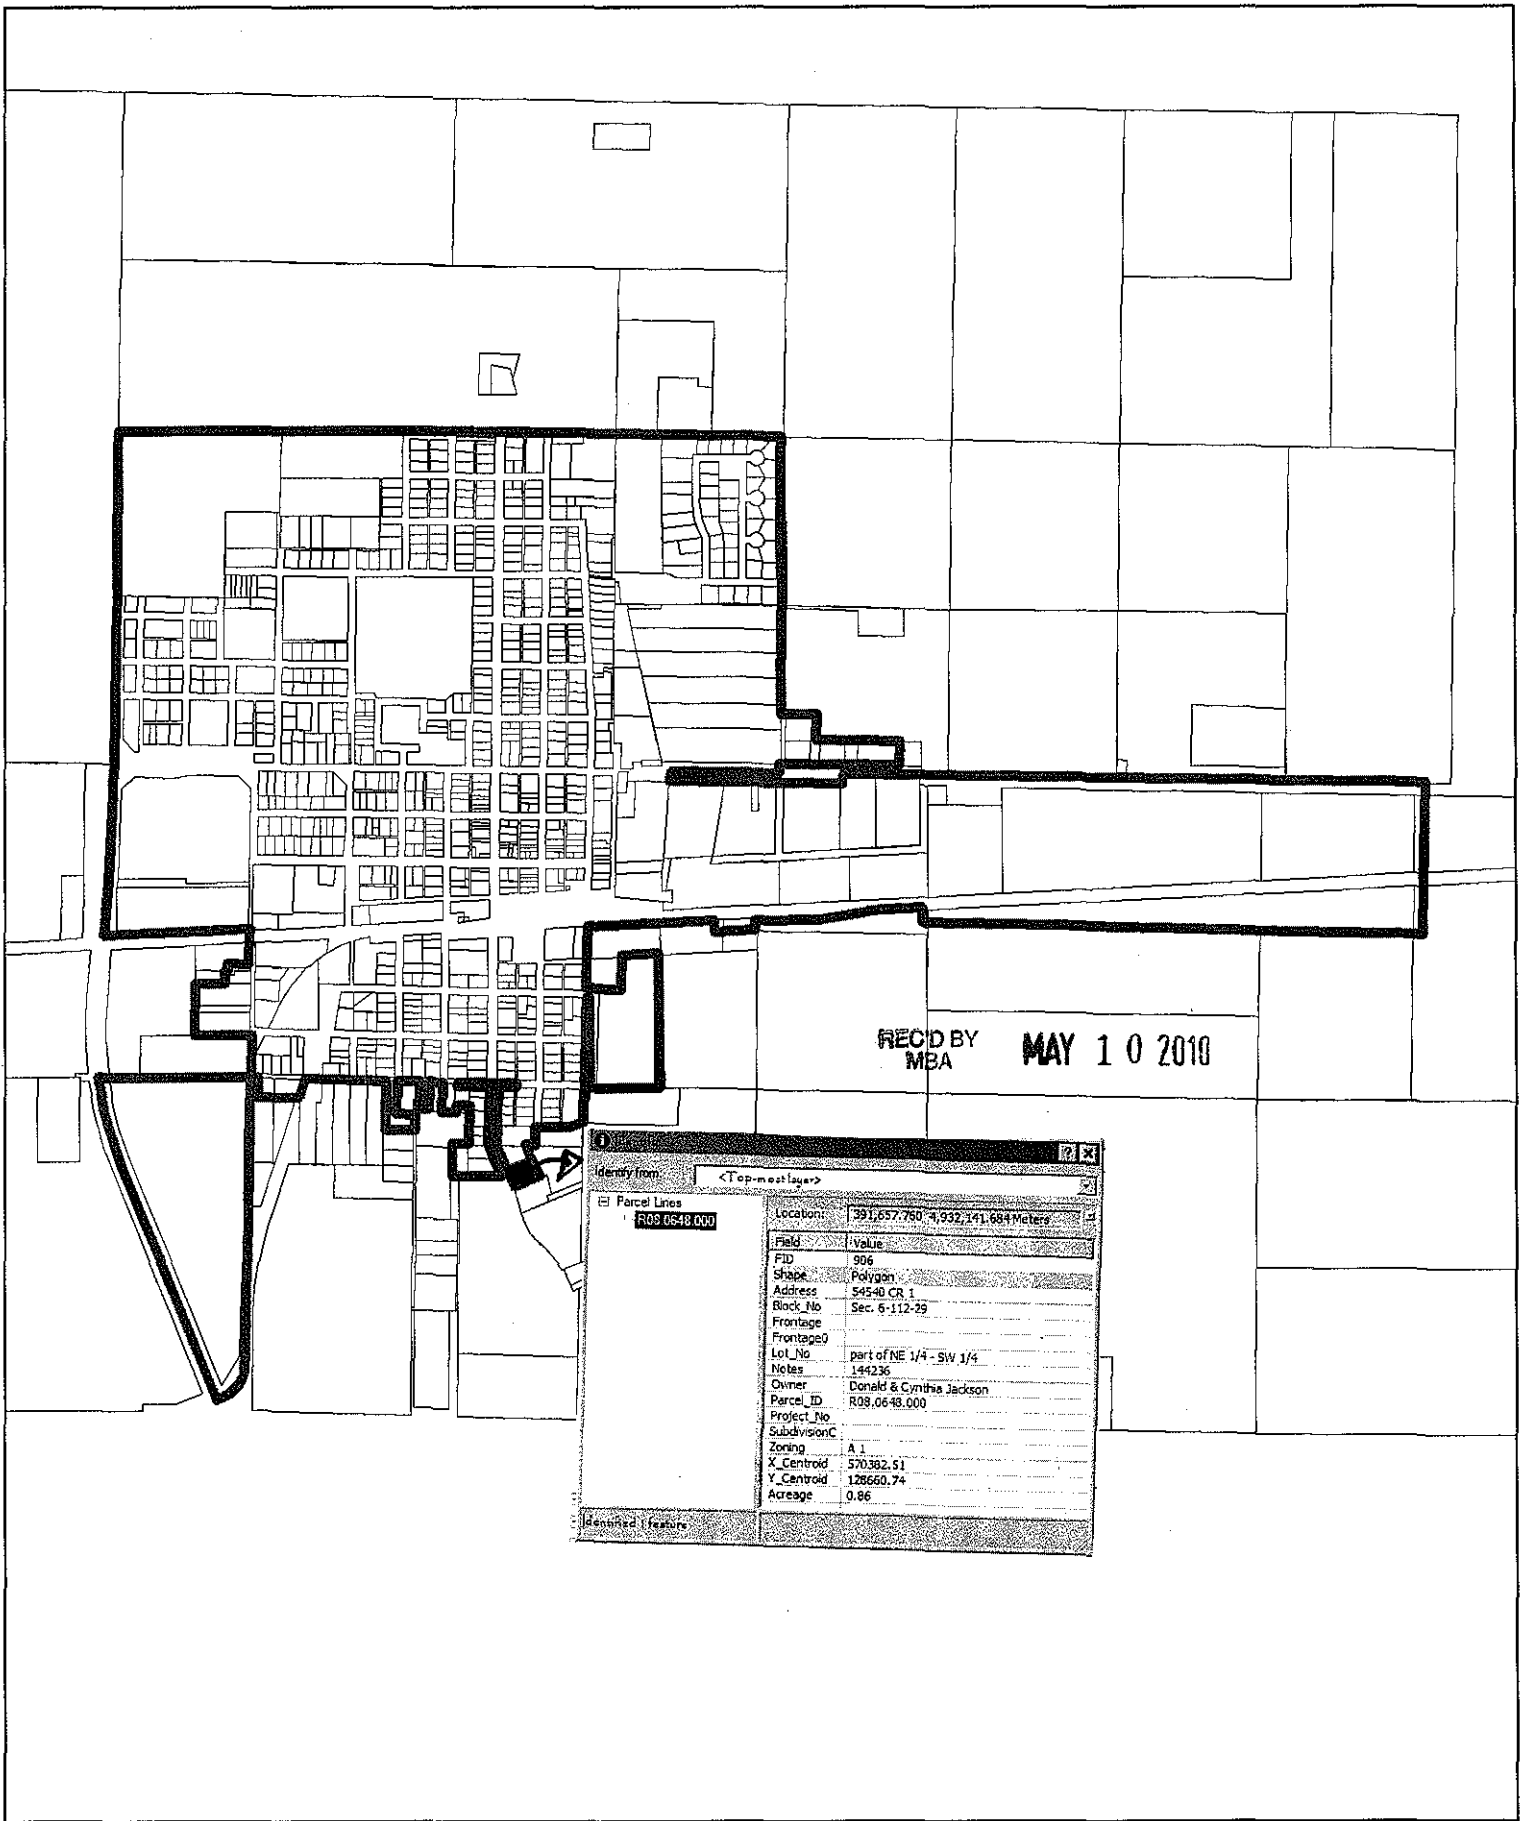 REC'D BY
MBA
MAY 10 2010
Identify from:
<Top-most layer>
Parcel Lines
R08.0648.000
Location: 391,657.760 4,932,141.684 Meters
Field Value
FID 906
Shape Polygon
Address 54540 CR 1
Block_No Sec. 6-112-29
Frontage
Frontage0
Lot_No part of NE 1/4 - SW 1/4
Notes 144236
Owner Donald & Cynthia Jackson
Parcel_ID R08.0648.000
Project_No
SubdivisionC
Zoning A 1
X_Centroid 570382.51
Y_Centroid 128660.74
Acreage 0.86
Identified 1 feature